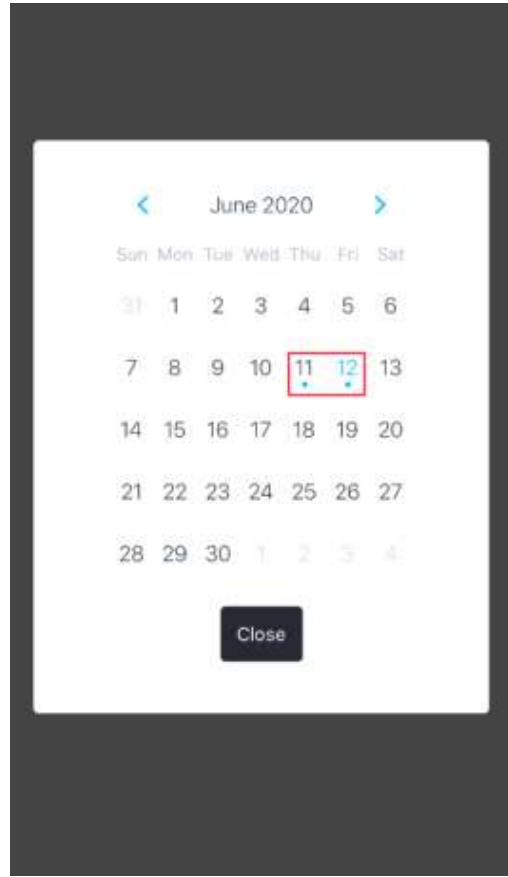 June 2020
Sun Mon Tue Wed Thu Fri Sat
31 1 2 3 4 5 6
7 8 9 10 11 12 13
14 15 16 17 18 19 20
21 22 23 24 25 26 27
28 29 30 1 2 3 4
Close